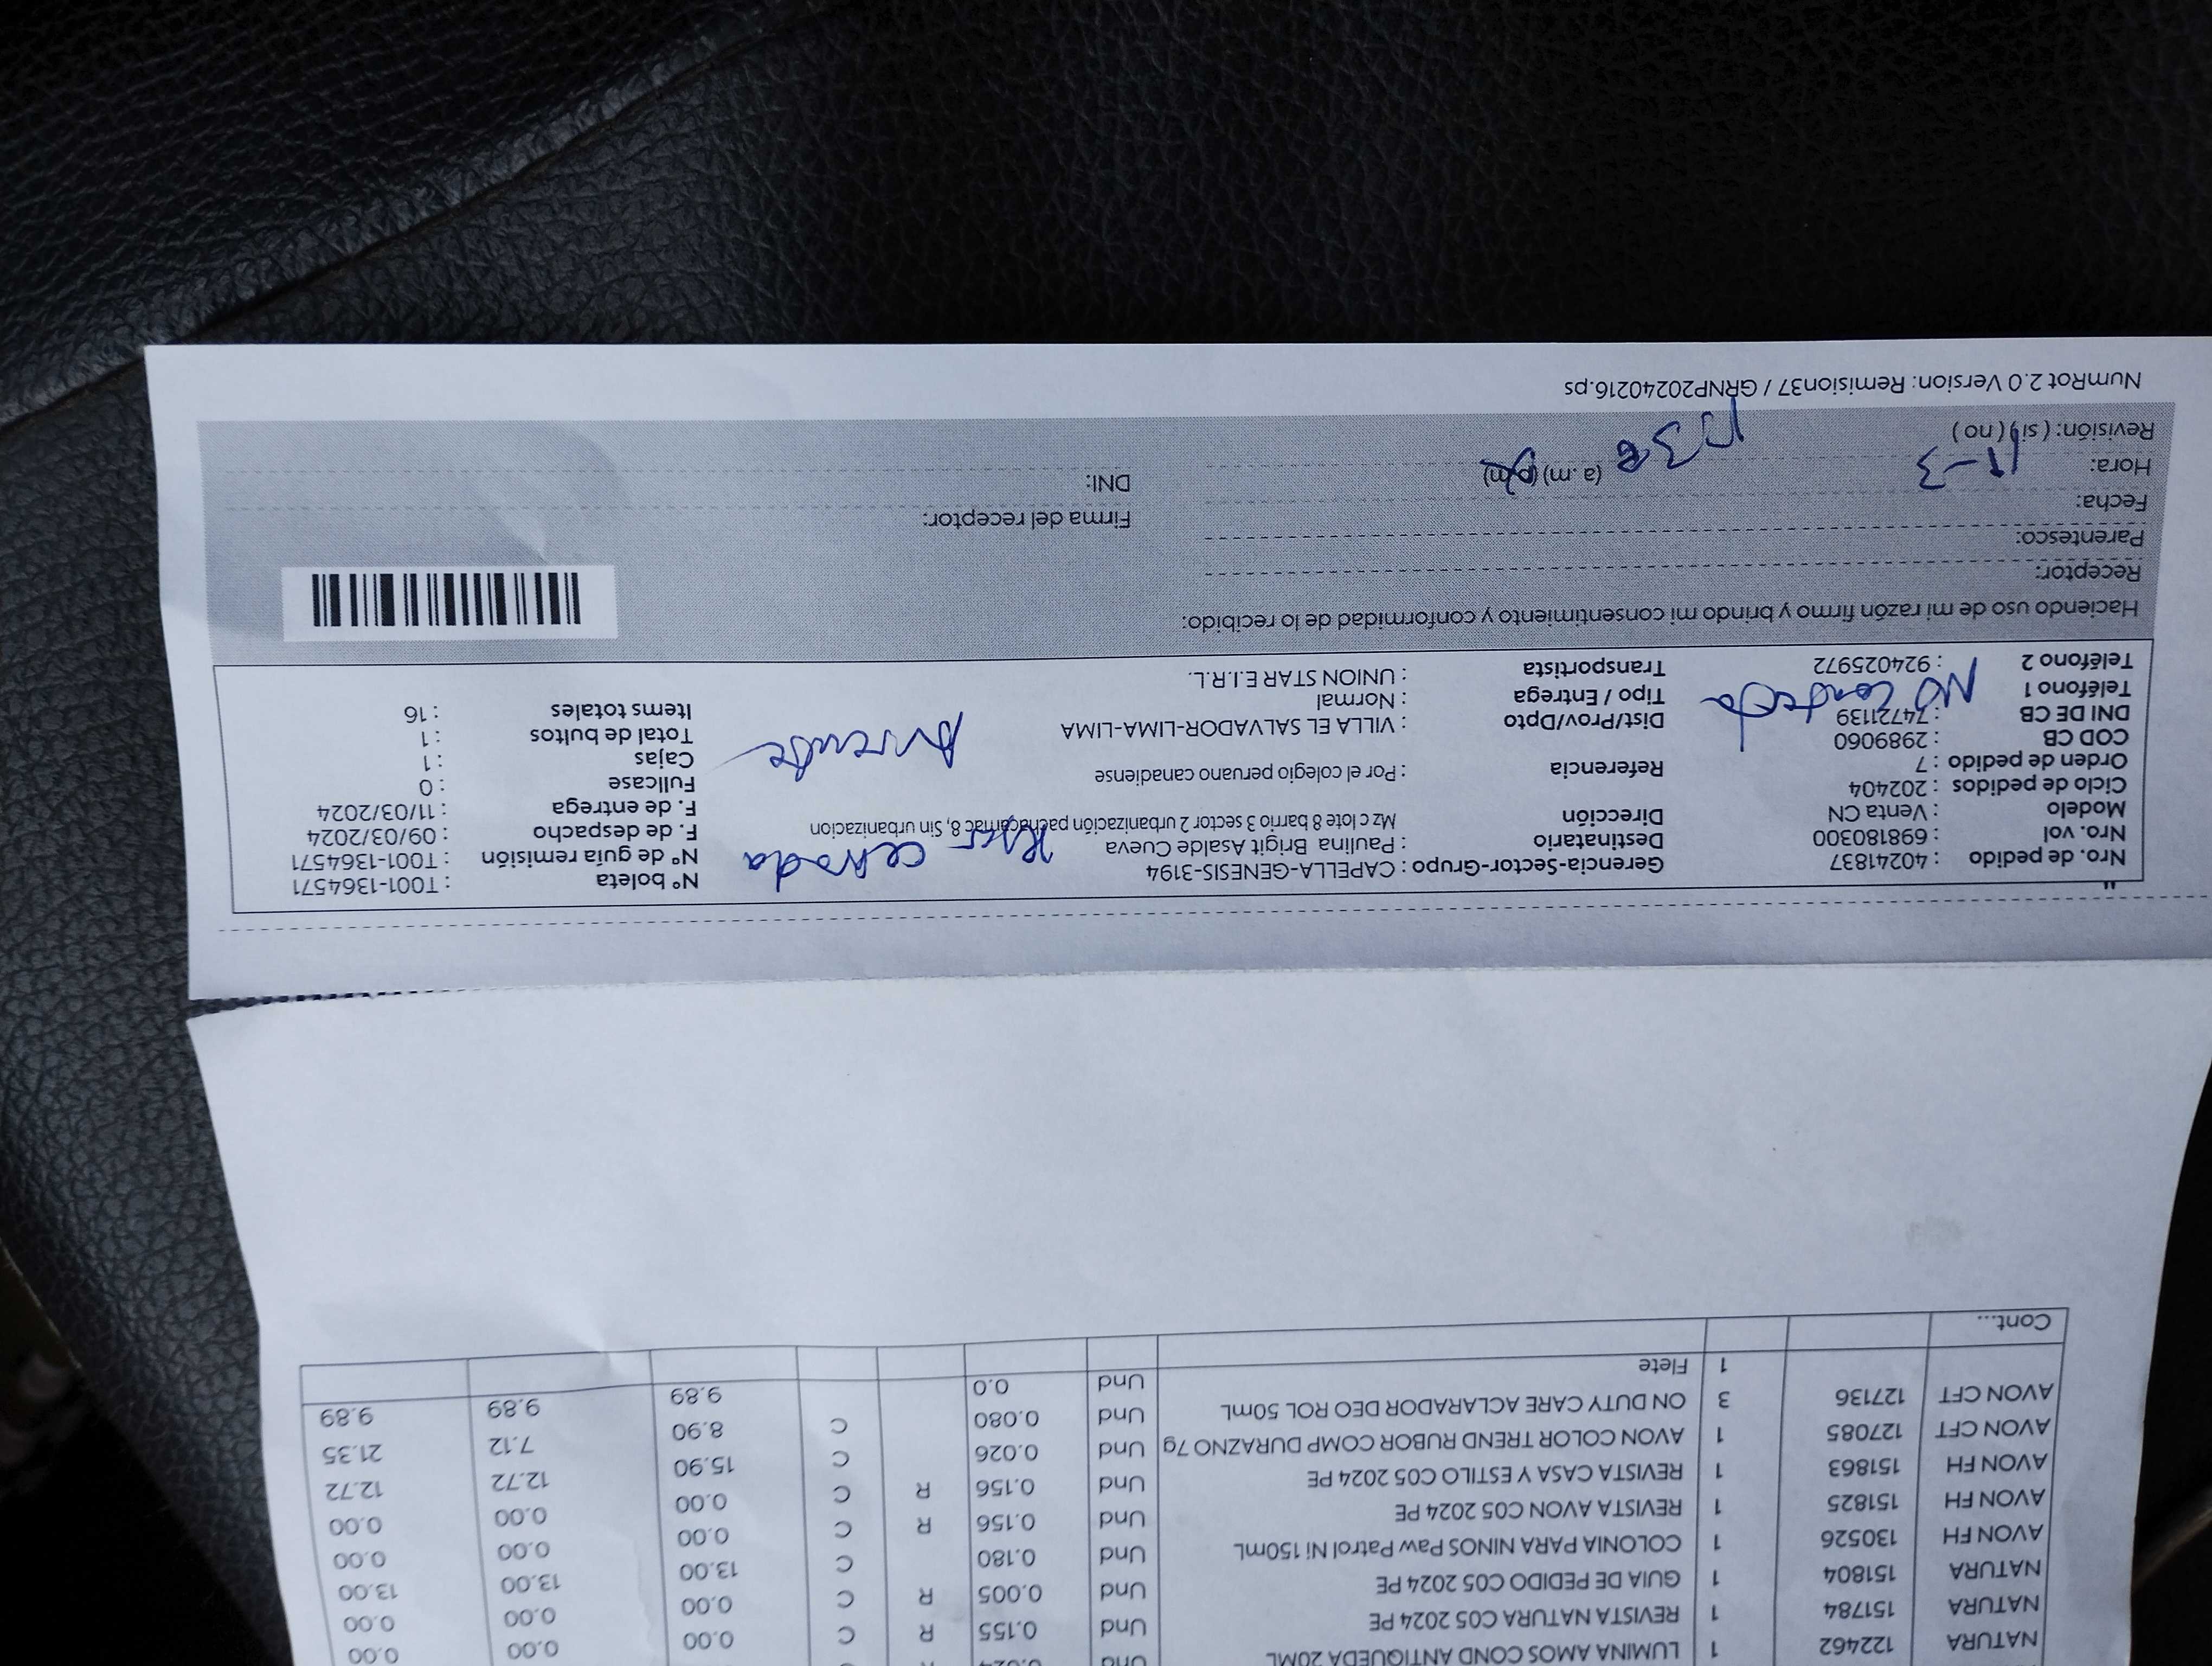 NATURA 122462 1 LUMINA AMOS COND ANTIQUEDA 20ML Und 0.00 0.00 0.00
NATURA 151784 1 REVISTA NATURA C05 2024 PE Und 0.155 R C 0.00 0.00 0.00
NATURA 151804 1 GUIA DE PEDIDO C05 2024 PE Und 0.005 R C 0.00 0.00 0.00
AVON FH 130526 1 COLONIA PARA NINOS Paw Patrol Ni 150mL Und 0.180 C 13.00 13.00 13.00
AVON FH 151825 1 REVISTA AVON C05 2024 PE Und 0.156 R C 0.00 0.00 0.00
AVON FH 151863 1 REVISTA CASA Y ESTILO C05 2024 PE Und 0.156 R C 0.00 0.00 0.00
AVON CFT 127085 1 AVON COLOR TREND RUBOR COMP DURAZNO 7g Und 0.026 C 15.90 12.72 12.72
AVON CFT 127136 3 ON DUTY CARE ACLARADOR DEO ROL 50mL Und 0.080 C 8.90 7.12 21.35
1 Flete Und 0.0 9.89 9.89 9.89
Cont...
Nro. de pedido : 40241837
Nro. vol : 698180300
Modelo : Venta CN
Ciclo de pedidos : 202404
Orden de pedido : 7
COD CB : 2989060
DNI DE CB : 74721139
Teléfono 1
Teléfono 2 : 924025972
No contesta
Gerencia-Sector-Grupo : CAPELLA-GENESIS-3194
Destinatario : Paulina Brigit Asalde Cueva
Dirección Mz c lote 8 barrio 3 sector 2 urbanización pachacamac 8, Sin urbanizacion
Referencia : Por el colegio peruano canadiense
Dist/Prov/Dpto : VILLA EL SALVADOR-LIMA-LIMA
Tipo / Entrega : Normal
Transportista : UNION STAR E.I.R.L.
cerrada
Ausente
N° boleta : T001-1364571
N° de guía remisión : T001-1364571
F. de despacho : 09/03/2024
F. de entrega : 11/03/2024
Fullcase : 0
Cajas : 1
Total de bultos : 1
Items totales : 16
Haciendo uso de mi razón firmo y brindo mi consentimiento y conformidad de lo recibido:
Receptor:
Parentesco:
Fecha: 11-3
Hora: (a. m) (p.m)
Revisión: ( si ) ( no )
Firma del receptor:
DNI:
NumRot 2.0 Version: Remision37 / GRNP20240216.ps